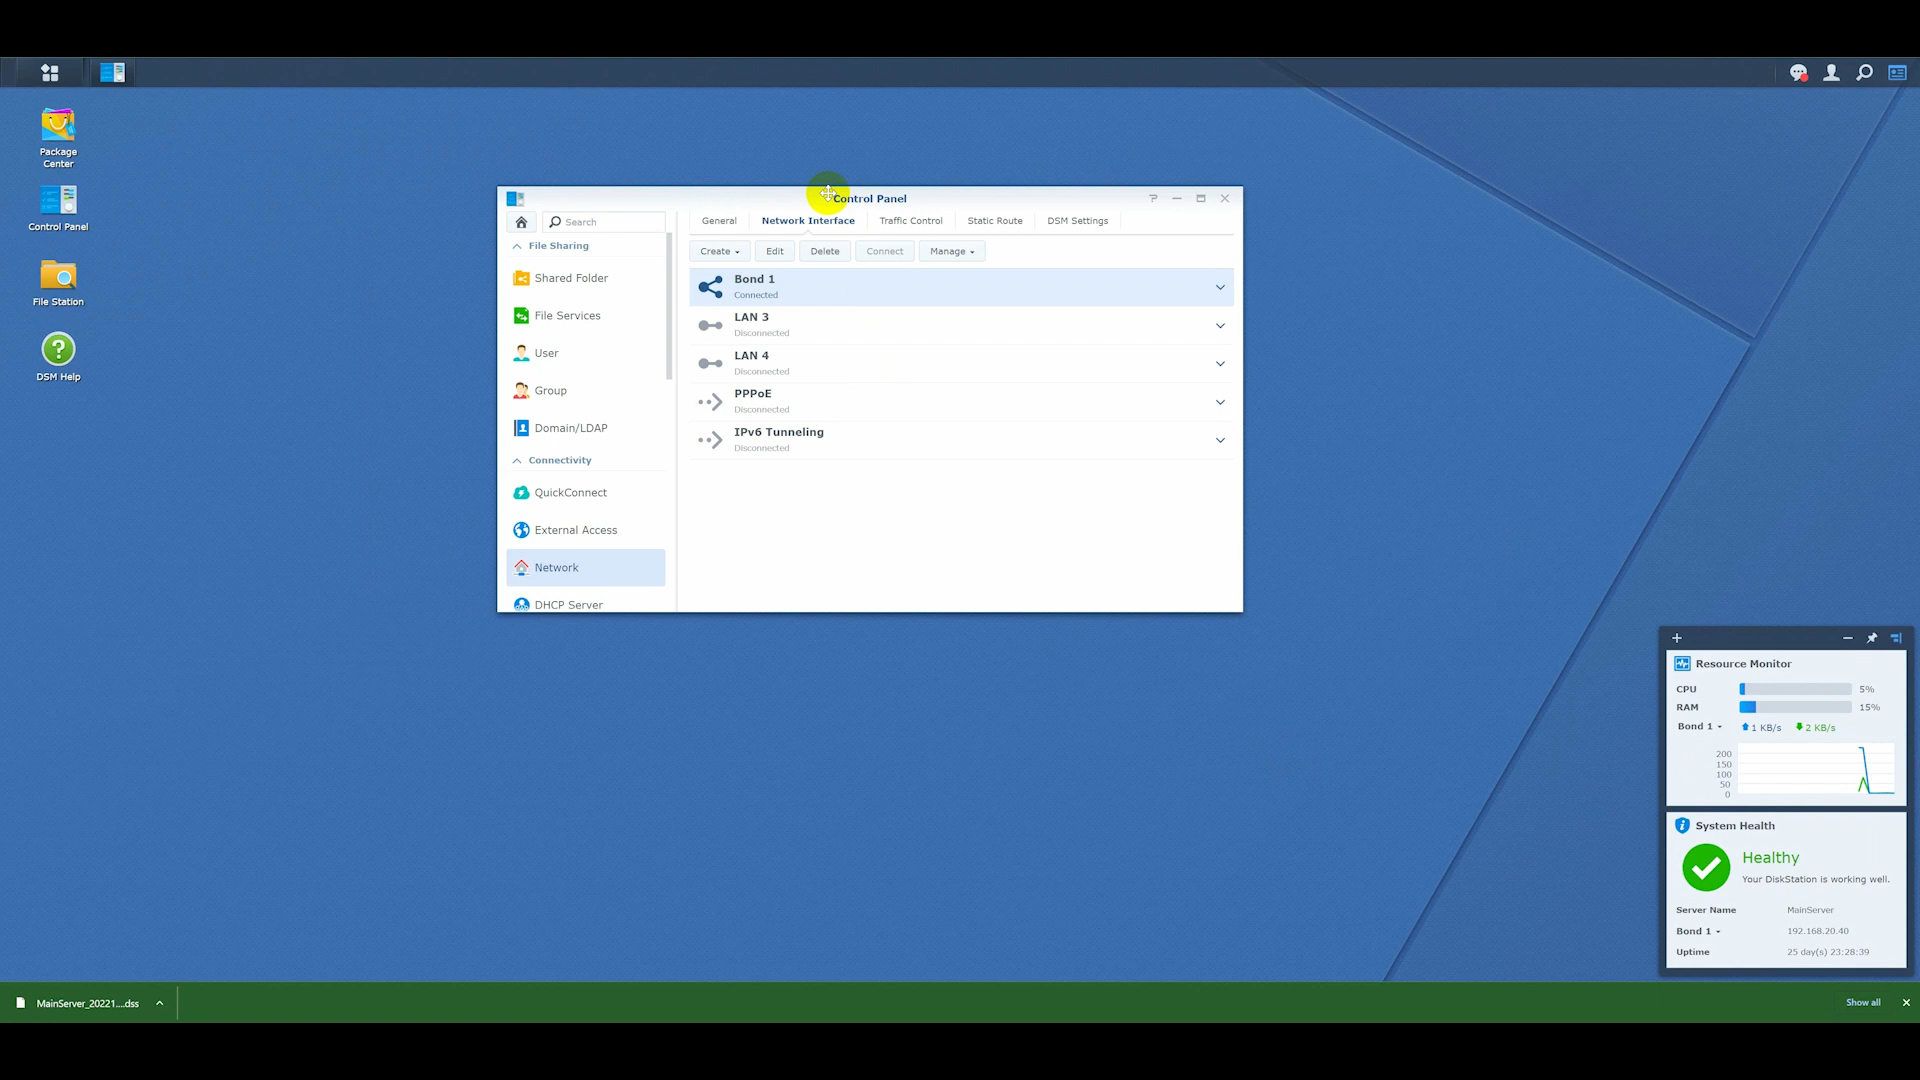 Package
Center
Control Panel
File Station
DSM Help
Control Panel
Search
File Sharing
Shared Folder
File Services
User
Group
Domain/LDAP
Connectivity
QuickConnect
External Access
Network
DHCP Server
General
Network Interface
Traffic Control
Static Route
DSM Settings
Create
Edit
Delete
Connect
Manage
Bond 1
Connected
LAN 3
Disconnected
LAN 4
Disconnected
PPPoE
Disconnected
IPv6 Tunneling
Disconnected
Resource Monitor
CPU 5%
RAM 15%
Bond 1 1 KB/s 2 KB/s
200
150
100
50
0
System Health
Healthy
Your DiskStation is working well.
Server Name MainServer
Bond 1 192.168.20.40
Uptime 25 day(s) 23:28:39
MainServer_20221....dss
Show all